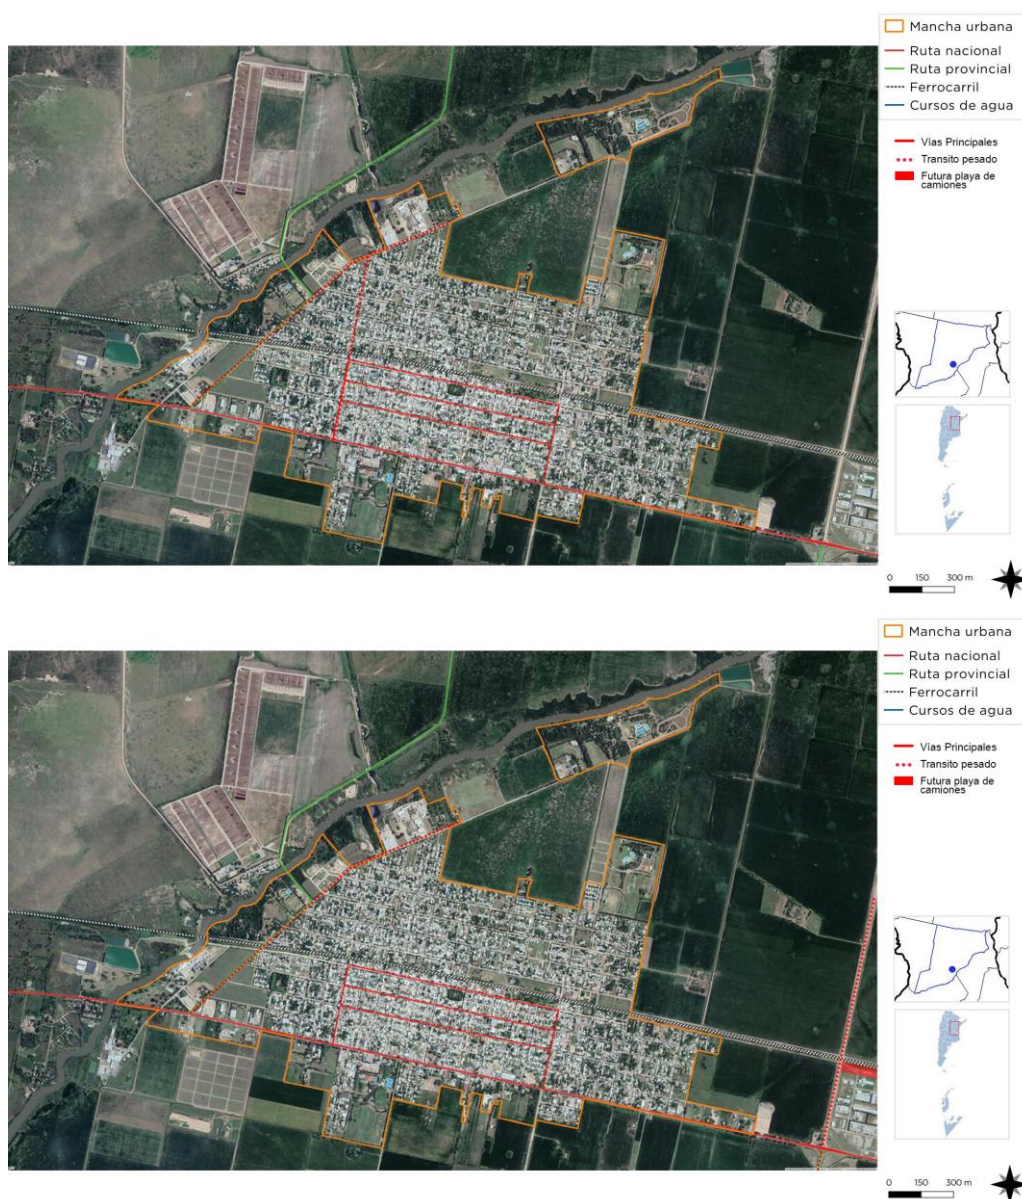 Mancha urbana
Ruta nacional
Ruta provincial
Ferrocarril
Cursos de agua
Vías Principales
Transito pesado
Futura playa de
camiones
0 150 300 m
Mancha urbana
Ruta nacional
Ruta provincial
Ferrocarril
Cursos de agua
Vías Principales
Transito pesado
Futura playa de
camiones
0 150 300 m